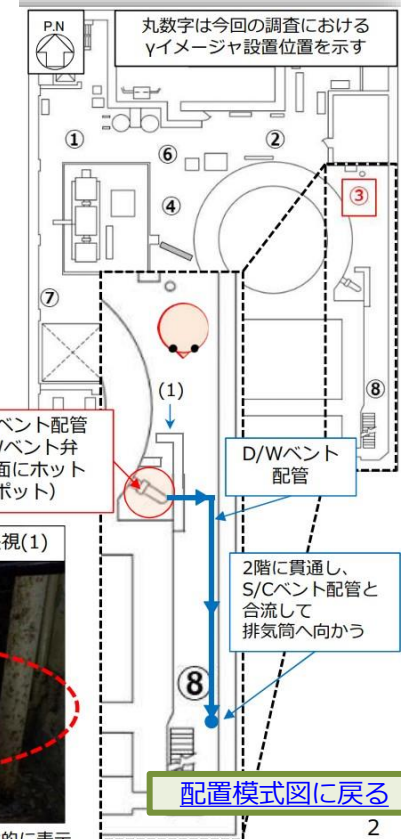 P.N
丸数字は今回の調査における
γイメージャ設置位置を示す
①
②
⑥
③
④
⑦
⑧
(1)
ベント配管
ベント弁
面にホット
ポット）
D/Wベント
配管
視(1)
2階に貫通し、
S/Cベント配管と
合流して
排気筒へ向かう
⑧
配置模式図に戻る
的に表示
2